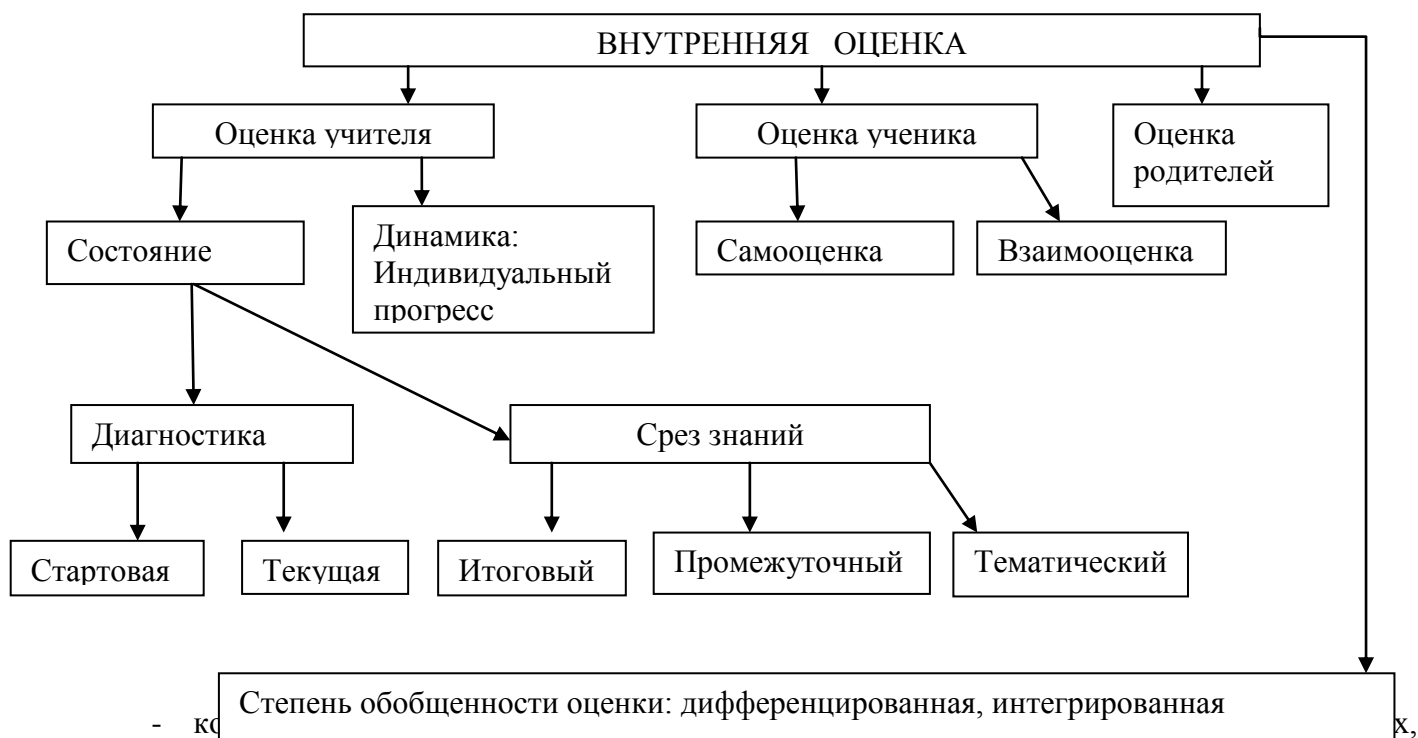 ВНУТРЕННЯЯ ОЦЕНКА
Оценка учителя
Оценка ученика
Оценка
родителей
Состояние
Динамика:
Индивидуальный
прогресс
Самооценка
Взаимооценка
Диагностика
Срез знаний
Стартовая
Текущая
Итоговый
Промежуточный
Тематический
Степень обобщенности оценки: дифференцированная, интегрированная